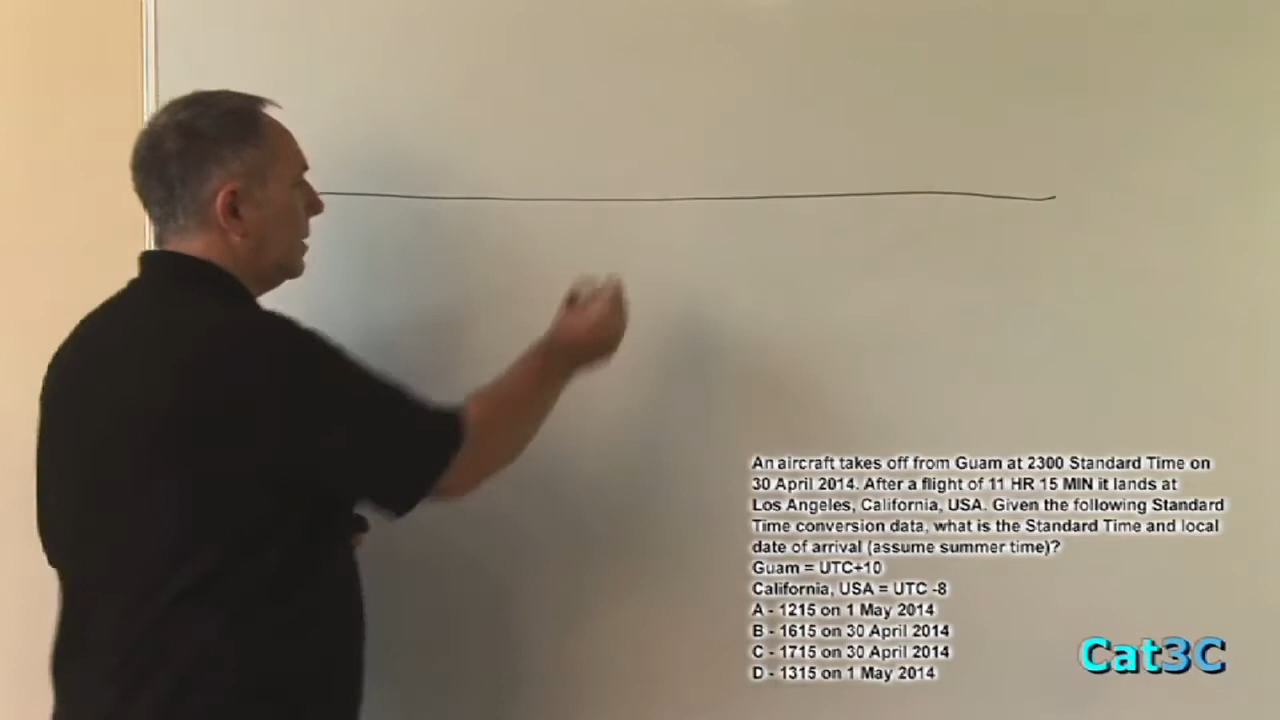 An aircraft takes off from Guam at 2300 Standard Time on
30 April 2014. After a flight of 11 HR 15 MIN it lands at
Los Angeles, California, USA. Given the following Standard
Time conversion data, what is the Standard Time and local
date of arrival (assume summer time)?
Guam = UTC+10
California, USA = UTC -8
A - 1215 on 1 May 2014
B - 1615 on 30 April 2014
C - 1715 on 30 April 2014
D - 1315 on 1 May 2014
Cat3C